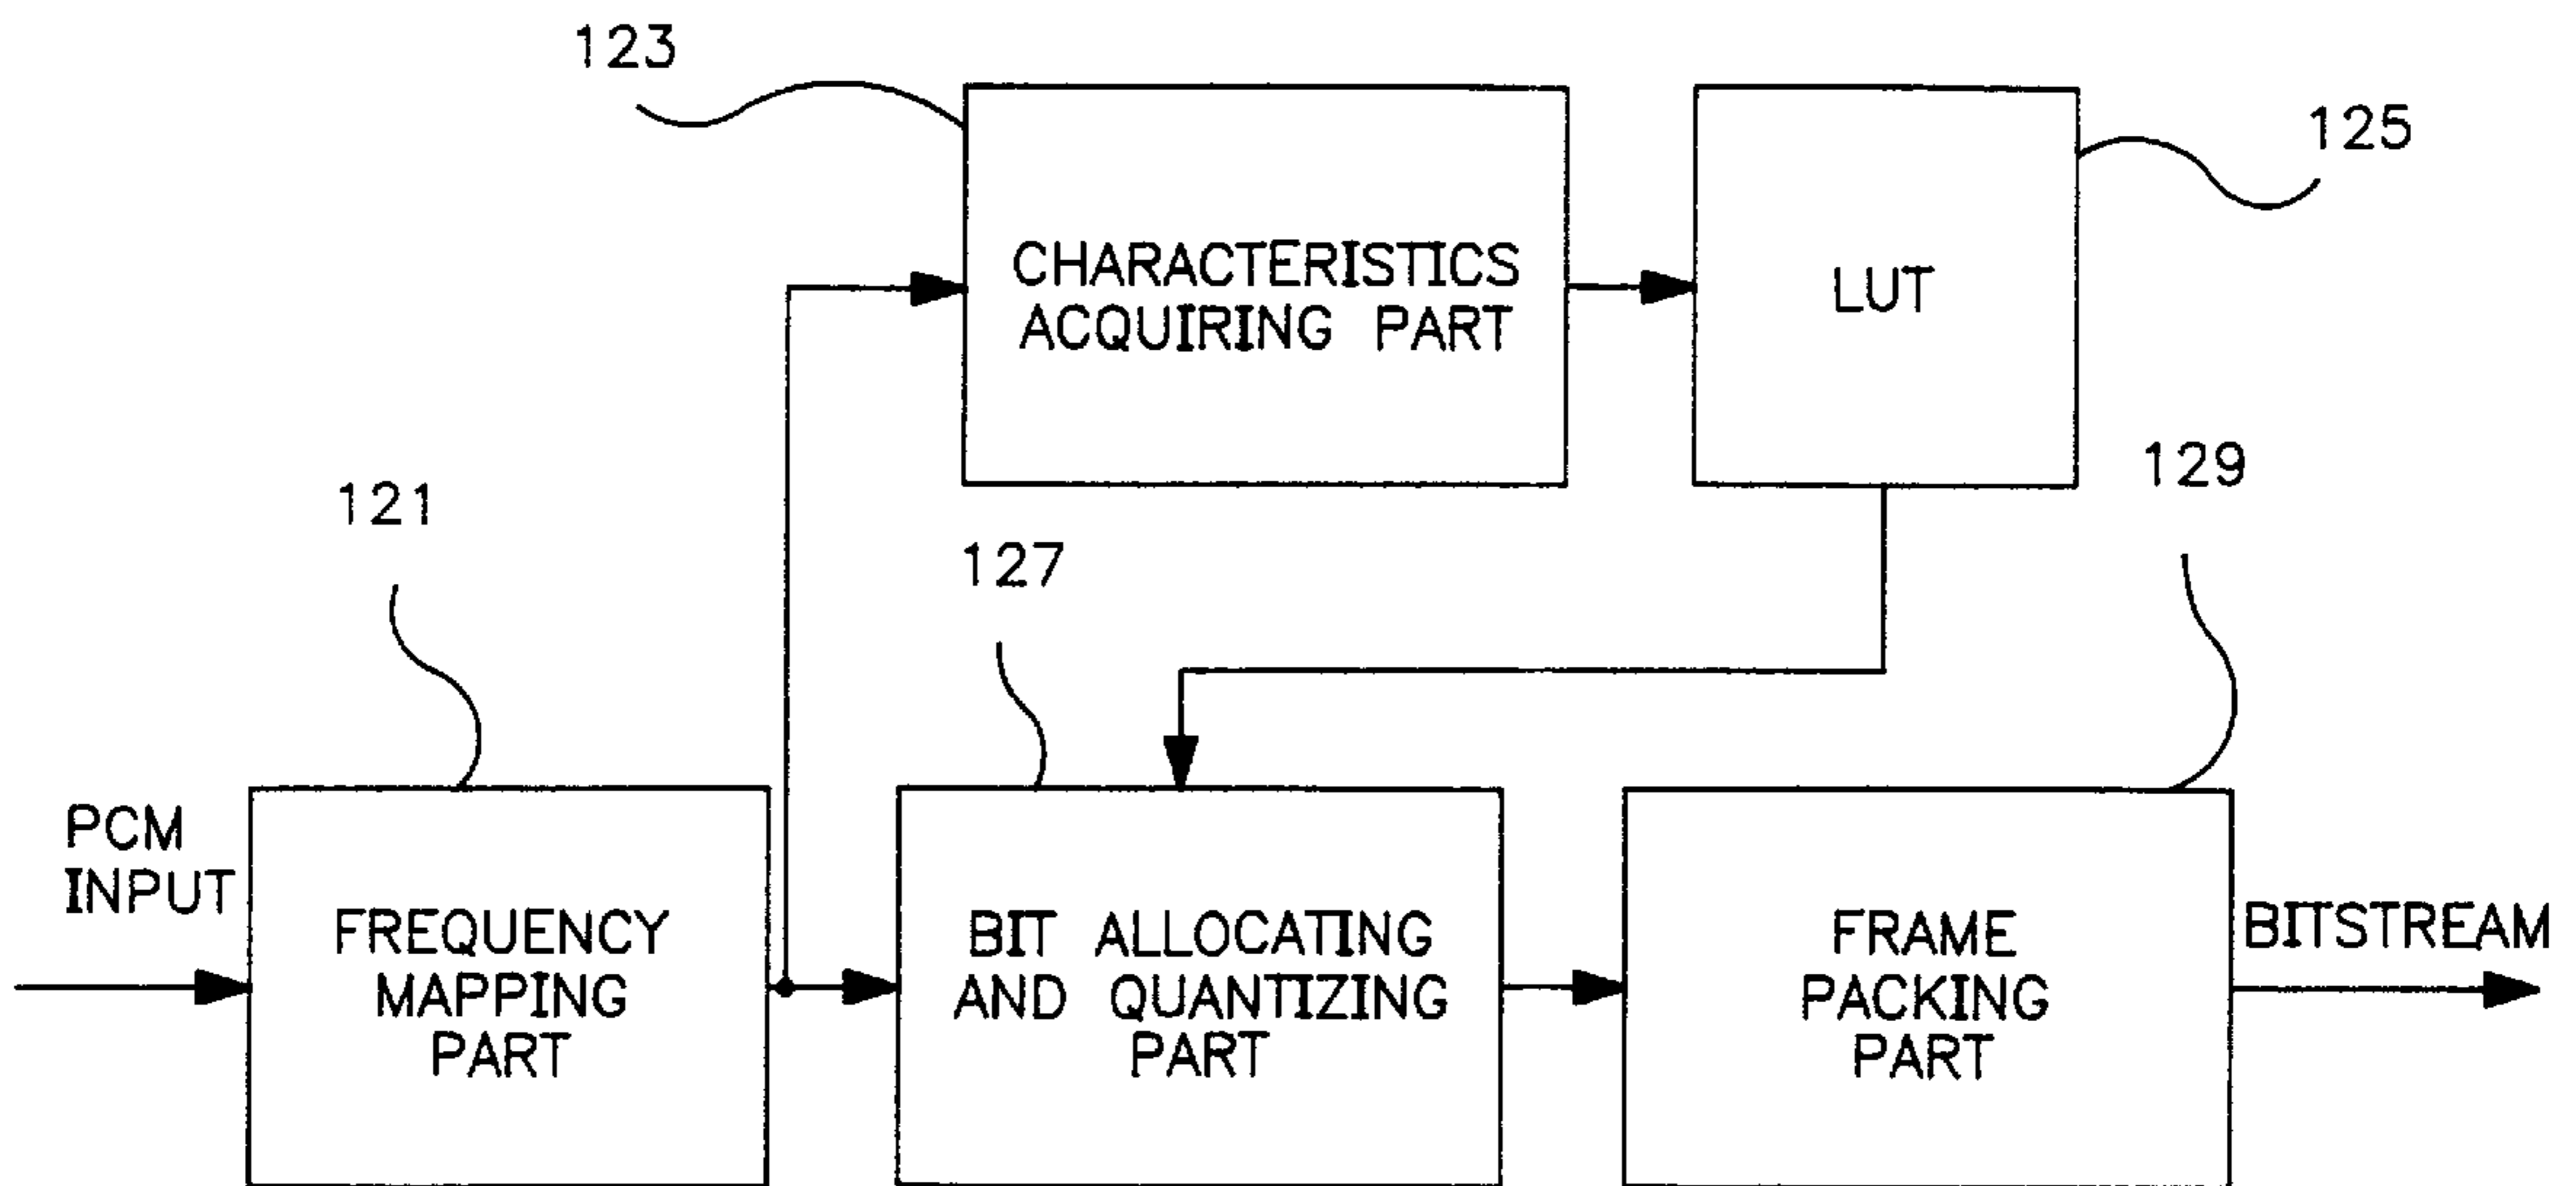 123
CHARACTERISTICS
ACQUIRING PART
LUT
125
121
127
129
PCM
INPUT
FREQUENCY
MAPPING
PART
BIT ALLOCATING
AND QUANTIZING
PART
FRAME
PACKING
PART
BITSTREAM